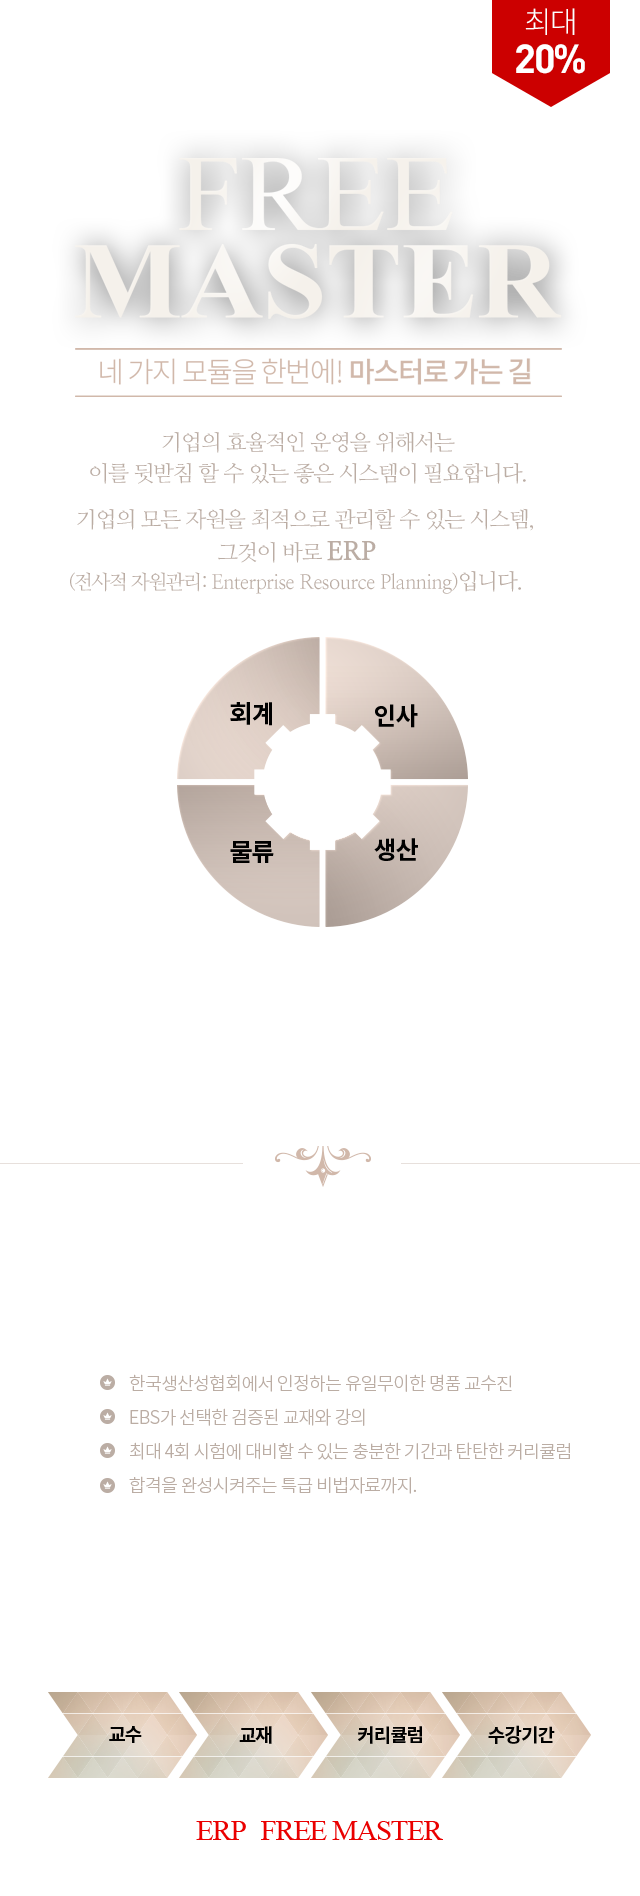 최대
20%
FREE
MASTER
네 가지 모듈을 한번에! 마스터로 가는 길
기업의 효율적인 운영을 위해서는
이를 뒷받침 할 수 있는 좋은 시스템이 필요합니다.
기업의 모든 자원을 최적으로 관리할 수 있는 시스템,
그것이 바로 ERP
(전사적 자원관리: Enterprise Resource Planning)입니다.
회계
인사
물류
생산
한국생산성협회에서 인정하는 유일무이한 명품 교수진
EBS가 선택한 검증된 교재와 강의
최대 4회 시험에 대비할 수 있는 충분한 기간과 탄탄한 커리큘럼
합격을 완성시켜주는 특급 비법자료까지.
교수
교재
커리큘럼
수강기간
ERP FREE MASTER